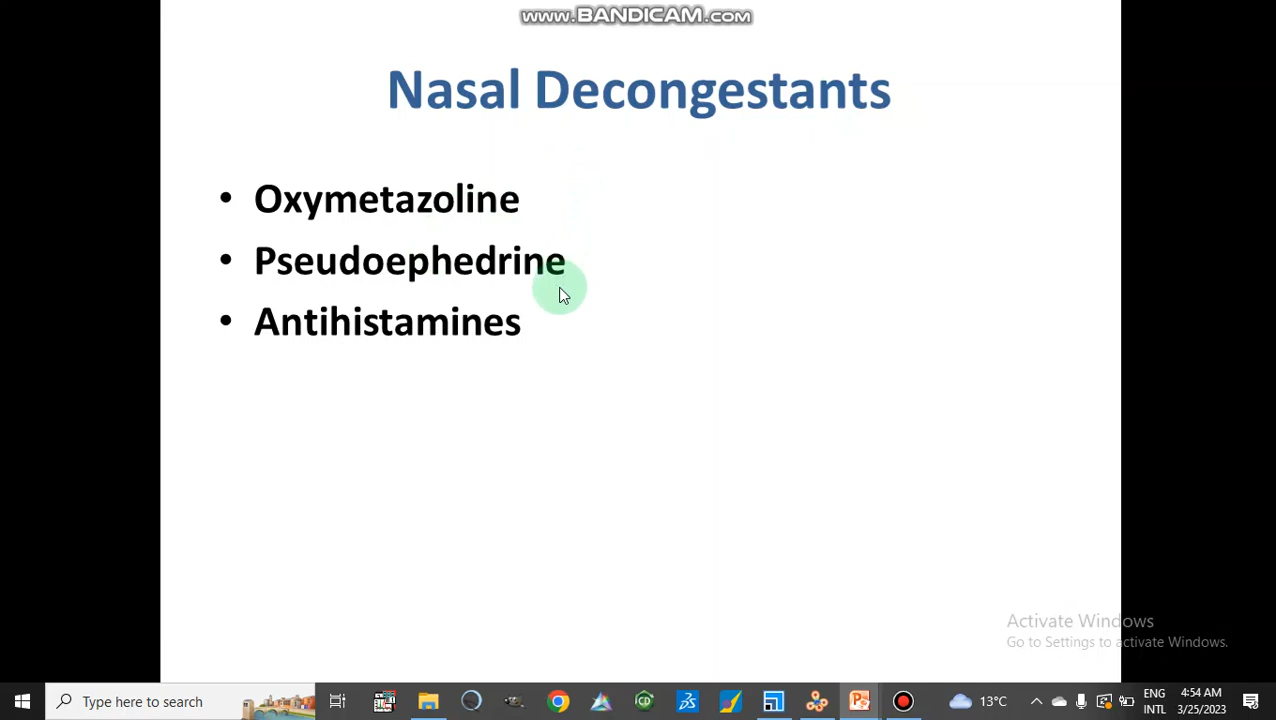 www.BANDICAM.com
Nasal Decongestants
• Oxymetazoline
• Pseudoephedrine
• Antihistamines
Activate Windows
Go to Settings to activate Windows.
Type here to search
13°C
ENG
INTL
4:54 AM
3/25/2023